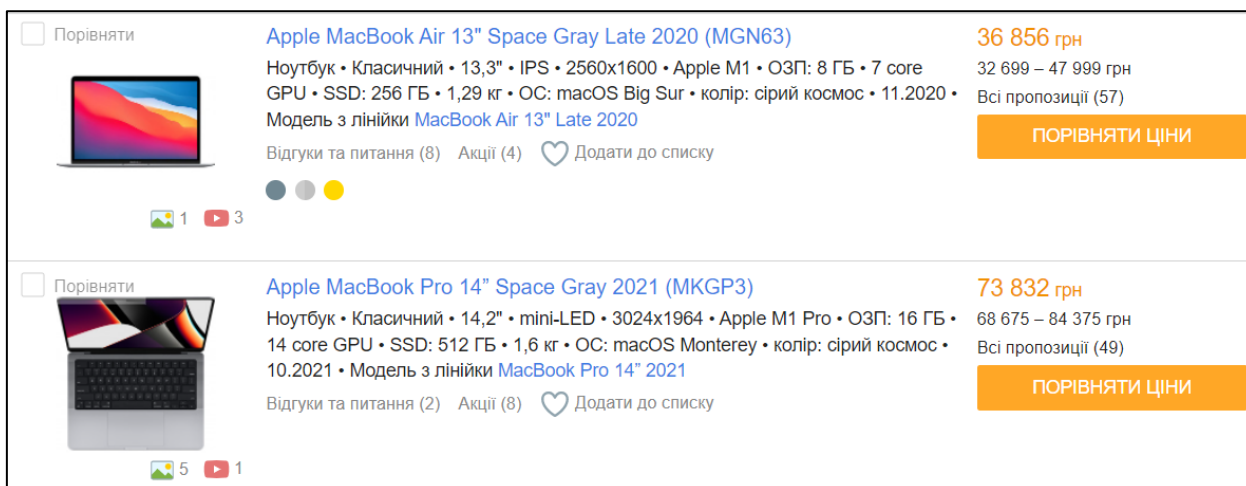 Порівняти
Apple MacBook Air 13" Space Gray Late 2020 (MGN63)
Ноутбук • Класичний • 13,3" • IPS • 2560x1600 • Apple M1 • ОЗП: 8 ГБ • 7 core
GPU • SSD: 256 ГБ • 1,29 кг • ОС: macOS Big Sur • колір: сірий космос • 11.2020 •
Модель з лінійки MacBook Air 13" Late 2020
Відгуки та питання (8) Акції (4) Додати до списку
1 3
36 856 грн
32 699 – 47 999 грн
Всі пропозиції (57)
ПОРІВНЯТИ ЦІНИ
Порівняти
Apple MacBook Pro 14” Space Gray 2021 (MKGP3)
Ноутбук • Класичний • 14,2" • mini-LED • 3024x1964 • Apple M1 Pro • ОЗП: 16 ГБ •
14 core GPU • SSD: 512 ГБ • 1,6 кг • ОС: macOS Monterey • колір: сірий космос •
10.2021 • Модель з лінійки MacBook Pro 14” 2021
Відгуки та питання (2) Акції (8) Додати до списку
5 1
73 832 грн
68 675 – 84 375 грн
Всі пропозиції (49)
ПОРІВНЯТИ ЦІНИ